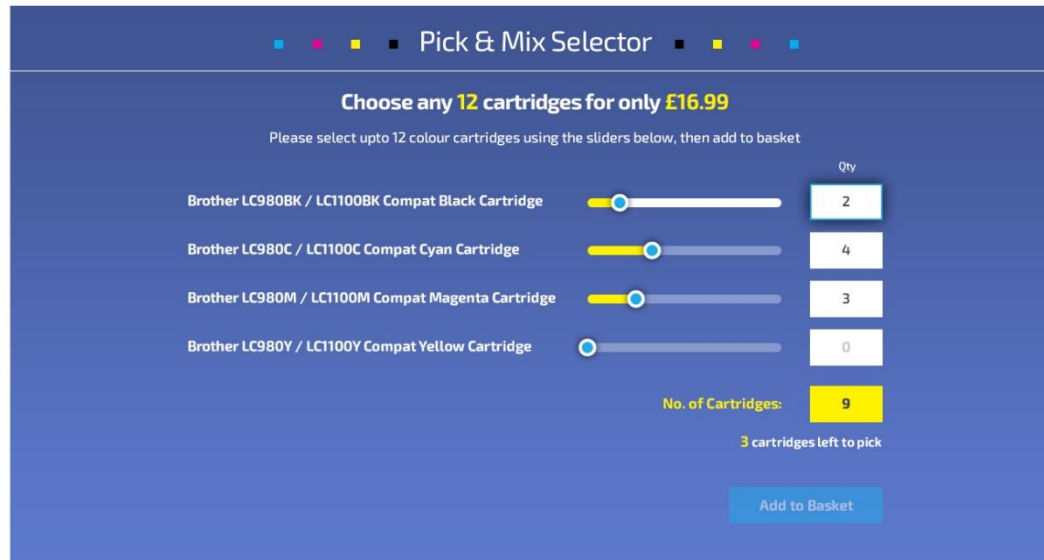 Pick & Mix Selector
Choose any 12 cartridges for only £16.99
Please select upto 12 colour cartridges using the sliders below, then add to basket
Qty
Brother LC980BK / LC1100BK Compat Black Cartridge 2
Brother LC980C / LC1100C Compat Cyan Cartridge 4
Brother LC980M / LC1100M Compat Magenta Cartridge 3
Brother LC980Y / LC1100Y Compat Yellow Cartridge 0
No. of Cartridges: 9
3 cartridges left to pick
Add to Basket